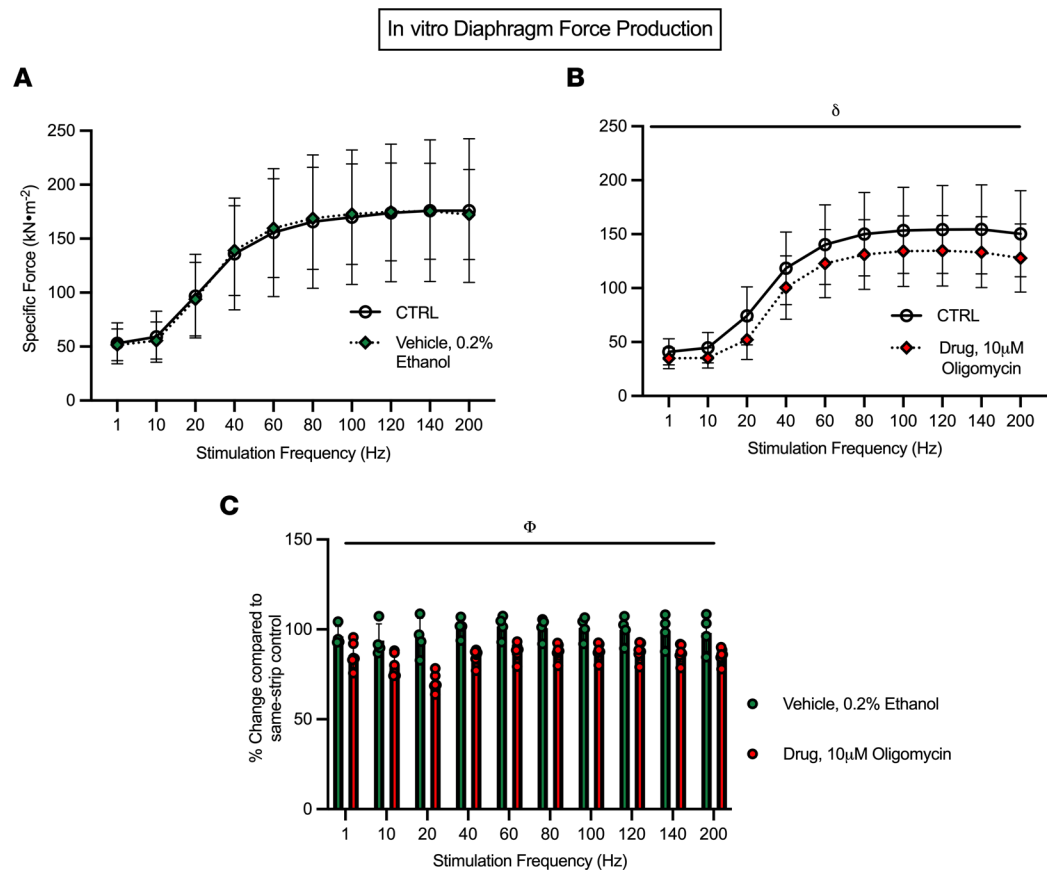 In vitro Diaphragm Force Production
A
Specific Force (kN•m-2)
250
200
150
100
50
0
CTRL
Vehicle, 0.2%
Ethanol
1 10 20 40 60 80 100 120 140 200
Stimulation Frequency (Hz)
B
δ
250
200
150
100
50
0
CTRL
Drug, 10μM
Oligomycin
1 10 20 40 60 80 100 120 140 200
Stimulation Frequency (Hz)
C
Φ
% Change compared to
same-strip control
150
100
50
0
1 10 20 40 60 80 100 120 140 200
Stimulation Frequency (Hz)
Vehicle, 0.2% Ethanol
Drug, 10μM Oligomycin